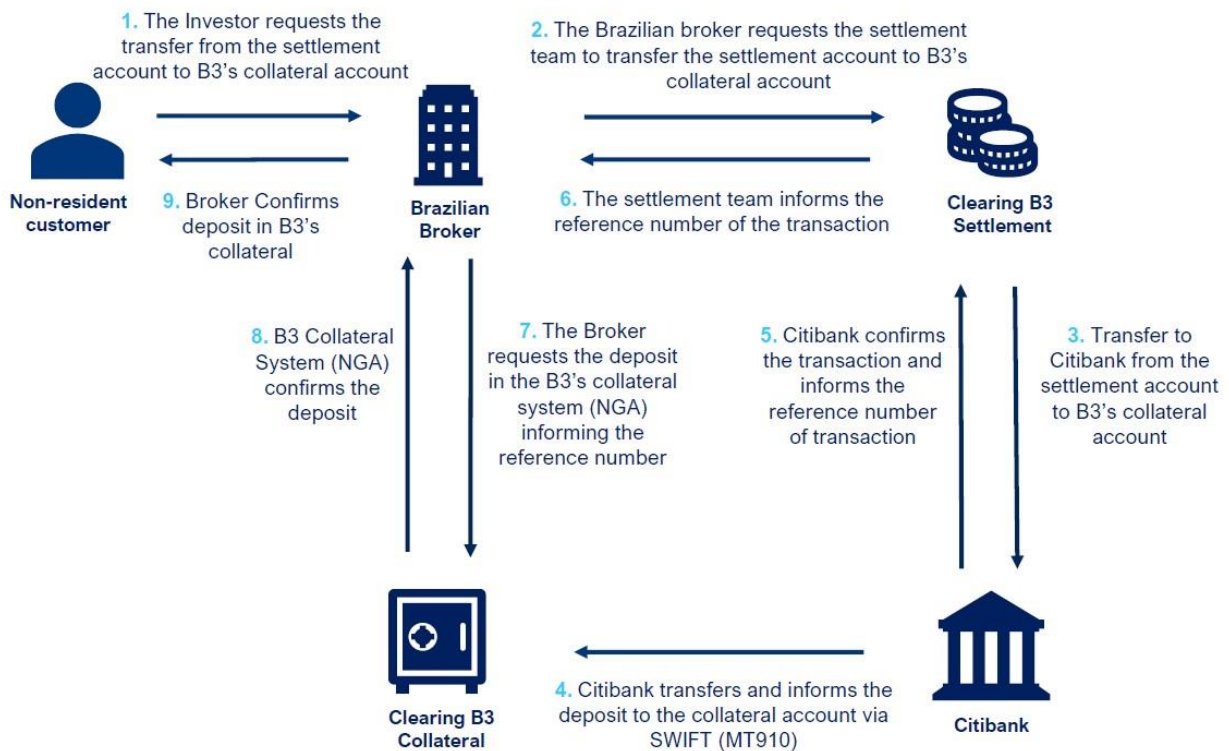 1. The Investor requests the
transfer from the settlement
account to B3's collateral account
2. The Brazilian broker requests the settlement
team to transfer the settlement account to B3's
collateral account
Non-resident
customer
9. Broker Confirms
deposit in B3's
collateral
Brazilian
Broker
6. The settlement team informs the
reference number of the transaction
Clearing B3
Settlement
8. B3 Collateral
System (NGA)
confirms the
deposit
7. The Broker
requests the deposit
in the B3's collateral
system (NGA)
informing the
reference number
5. Citibank confirms
the transaction and
informs the
reference number
of transaction
3. Transfer to
Citibank from the
settlement account
to B3's collateral
account
Clearing B3
Collateral
4. Citibank transfers and informs the
deposit to the collateral account via
SWIFT (MT910)
Citibank